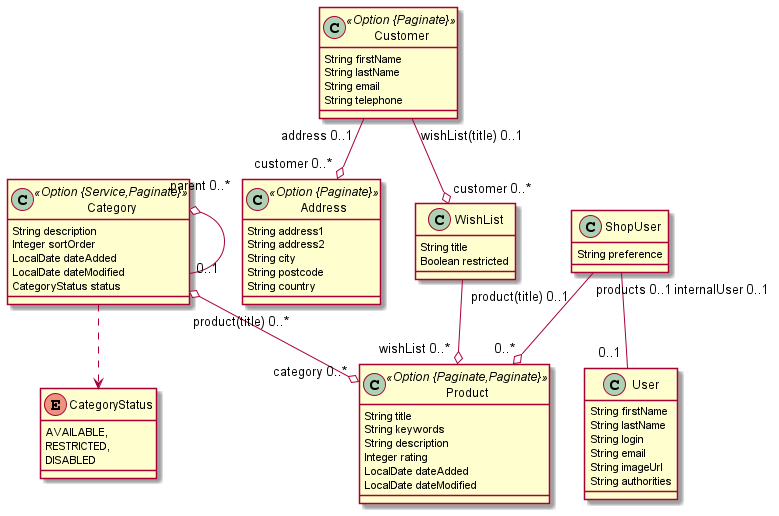 C «Option {Paginate}»
Customer
String firstName
String lastName
String email
String telephone
address 0..1
wishList(title) 0..1
customer 0..*
customer 0..*
C «Option {Service,Paginate}»
Category
String description
Integer sortOrder
LocalDate dateAdded
LocalDate dateModified
CategoryStatus status
parent 0..*
0..1
C «Option {Paginate}»
Address
String address1
String address2
String city
String postcode
String country
C WishList
String title
Boolean restricted
C ShopUser
String preference
product(title) 0..*
category 0..*
product(title) 0..1
wishList 0..*
products 0..1
internalUser 0..1
0..*
0..1
E CategoryStatus
AVAILABLE,
RESTRICTED,
DISABLED
C «Option {Paginate,Paginate}»
Product
String title
String keywords
String description
Integer rating
LocalDate dateAdded
LocalDate dateModified
C User
String firstName
String lastName
String login
String email
String imageUrl
String authorities